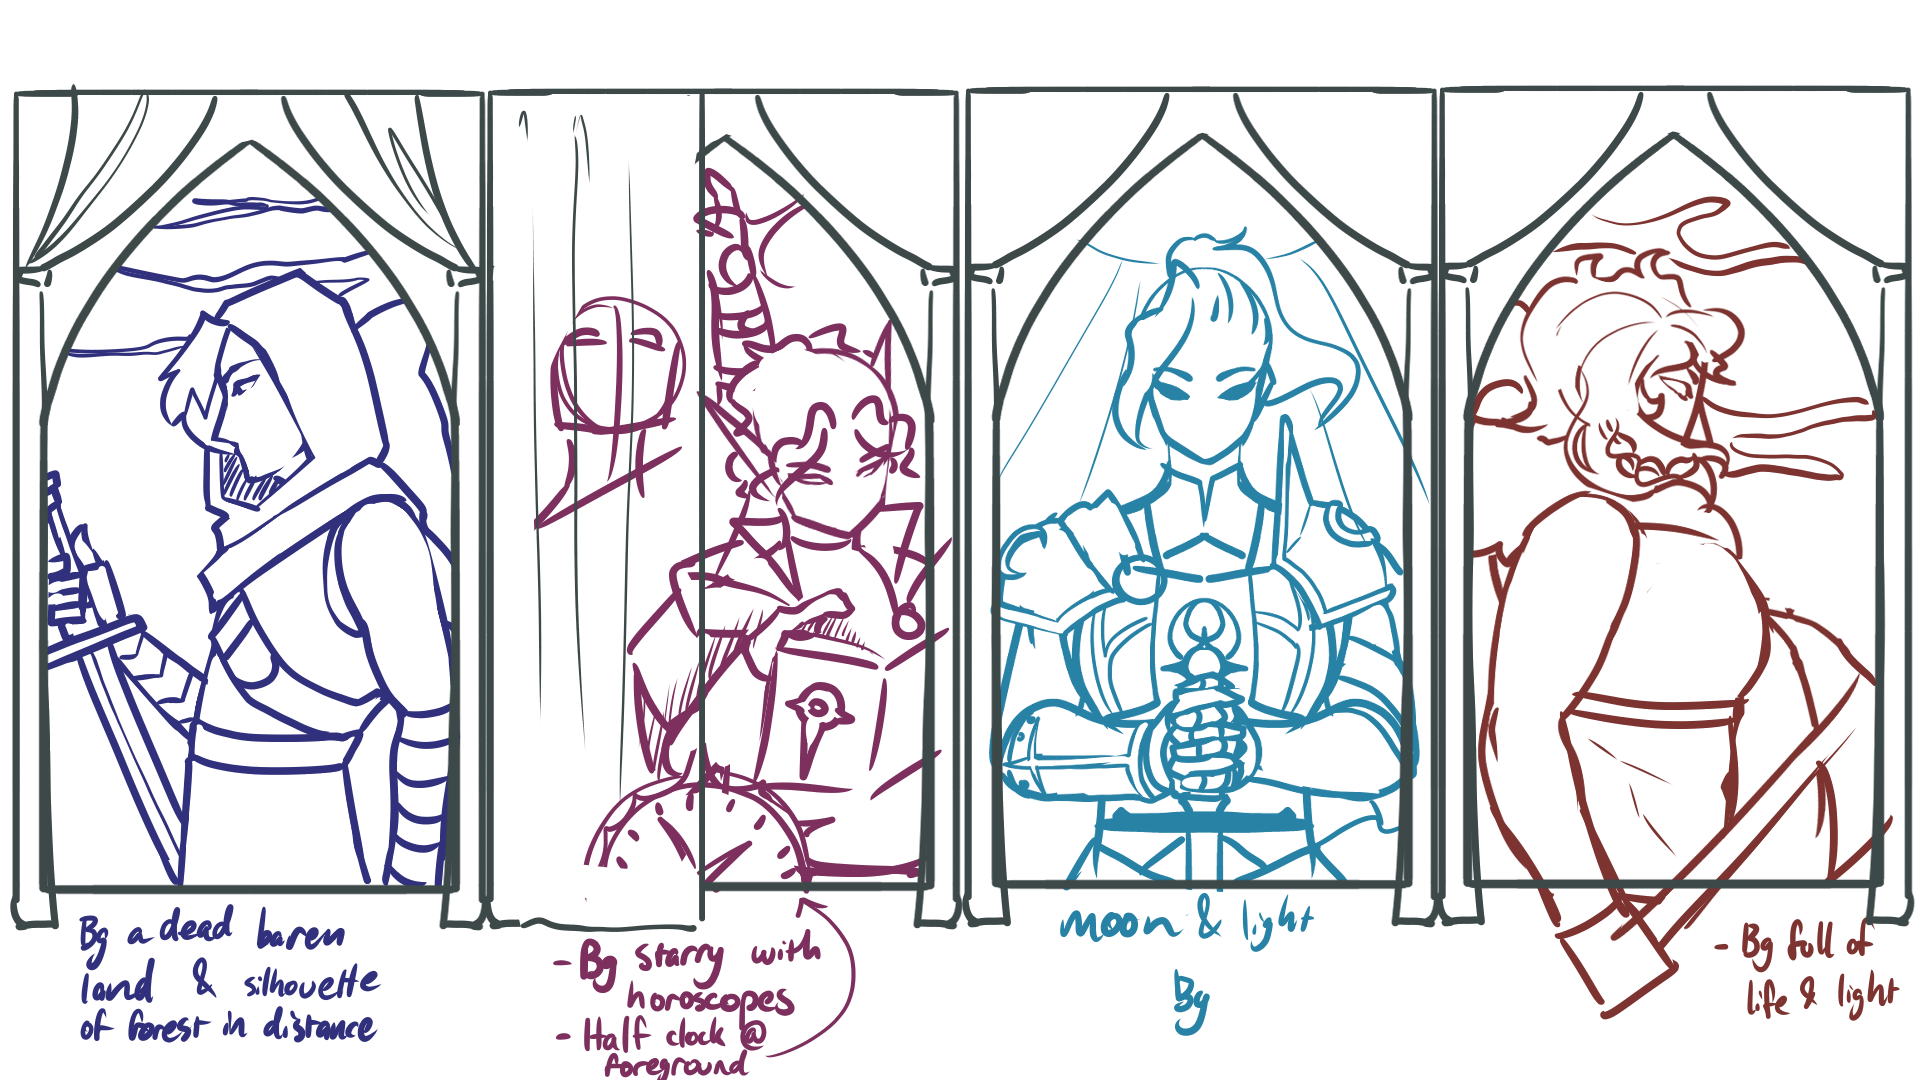 Bg a dead baren
land & silhouette
of forest in distance
- Bg starry with
horoscopes
- Half clock @
foreground
moon & light
Bg
- Bg full of
life & light